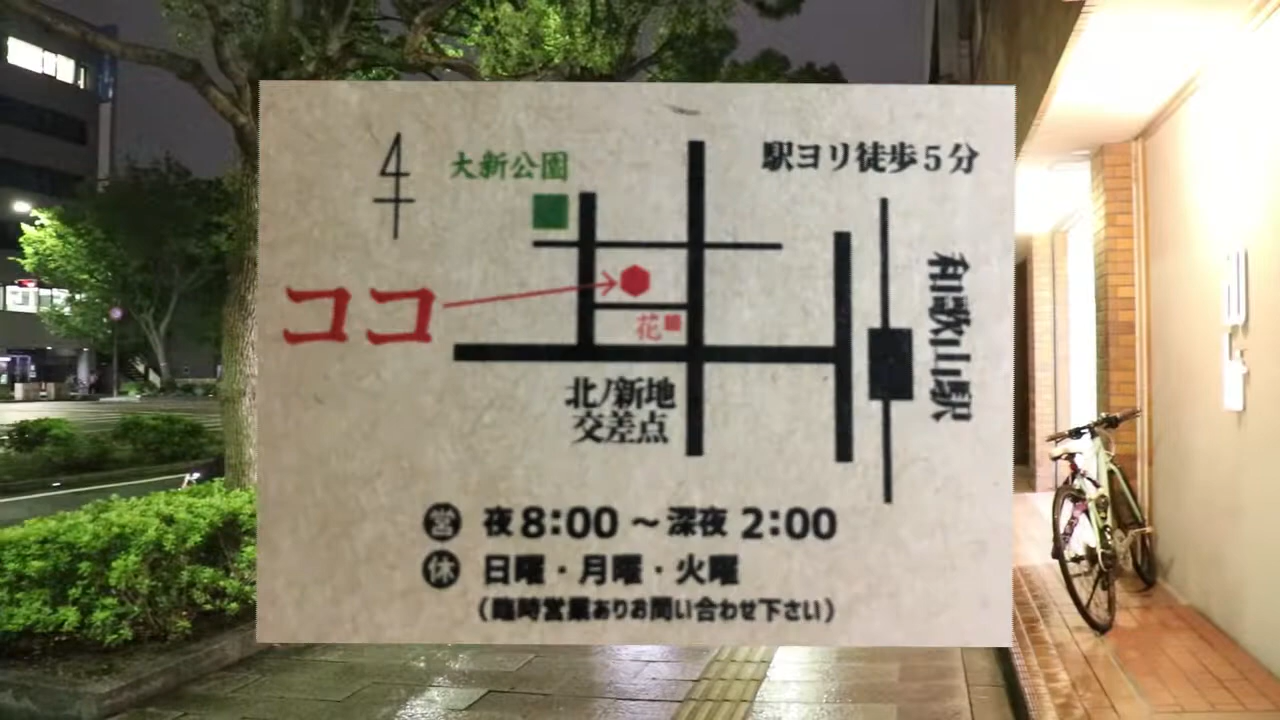 大新公園
駅ヨリ徒歩5分
ココ
花
和歌山駅
北ノ新地
交差点
営 夜8:00～深夜2:00
休 日曜・月曜・火曜
(臨時営業ありお問い合わせ下さい)